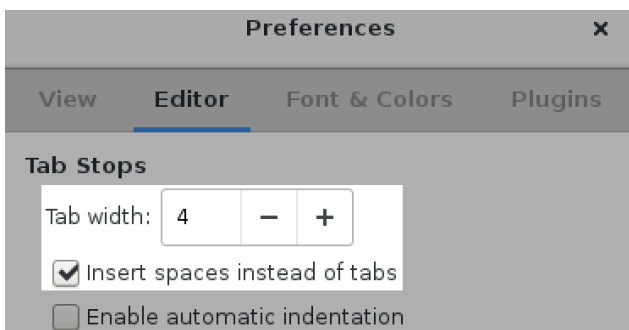 Preferences ×
View Editor Font & Colors Plugins
Tab Stops
Tab width: 4 − +
Insert spaces instead of tabs
Enable automatic indentation